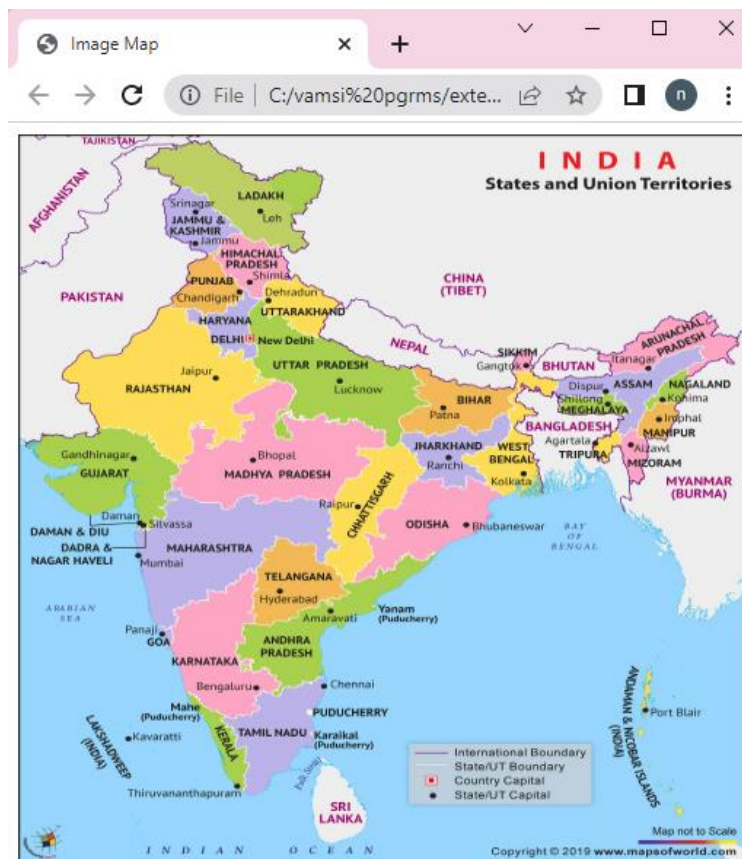 Image Map
File | C:/vamsi%20pgrms/exte...
n
TAJIKISTAN
INDIA
States and Union Territories
AFGHANISTAN
LADAKH
Srinagar
Leh
JAMMU &
KASHMIR
Jammu
HIMACHAL
PRADESH
Shimla
PUNJAB
Chandigarh
Dehradun
UTTARAKHAND
CHINA
(TIBET)
PAKISTAN
HARYANA
DELHI
New Delhi
NEPAL
SIKKIM
Gangtok
BHUTAN
ARUNACHAL
PRADESH
Itanagar
UTTAR PRADESH
Jaipur
Lucknow
RAJASTHAN
BIHAR
Patna
Dispur
ASSAM
NAGALAND
Shillong
Kohima
MEGHALAYA
Imphal
MANIPUR
BANGLADESH
Agartala
TRIPURA
Aizawl
MIZORAM
Gandhinagar
GUJARAT
Bhopal
MADHYA PRADESH
JHARKHAND
Ranchi
WEST
BENGAL
Kolkata
MYANMAR
(BURMA)
Raipur
CHHATTISGARH
Daman
Silvassa
DAMAN & DIU
DADRA &
NAGAR HAVELI
MAHARASHTRA
Mumbai
ODISHA
Bhubaneswar
BAY
OF
BENGAL
TELANGANA
Hyderabad
ARABIAN
SEA
Yanam
(Puducherry)
Amaravati
Panaji
GOA
ANDHRA
PRADESH
KARNATAKA
Bengaluru
Chennai
Mahe
(Puducherry)
PUDUCHERRY
KERALA
TAMIL NADU
Karaikal
(Puducherry)
LAKSHADWEEP
(INDIA)
Kavaratti
ANDAMAN & NICOBAR ISLANDS
(INDIA)
Port Blair
Thiruvananthapuram
SRI
LANKA
International Boundary
State/UT Boundary
Country Capital
State/UT Capital
INDIAN OCEAN
Map not to Scale
Copyright © 2019 www.mapsofworld.com